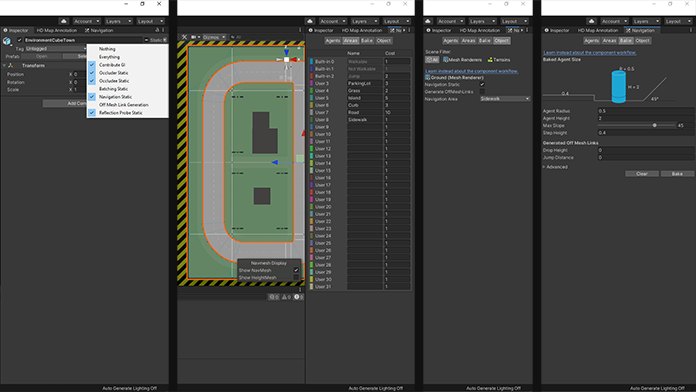 Account
Layers
Layout
Inspector
HD Map Annotation
Navigation
EnvironmentCubeTown
Static
Tag Untagged
Prefab Open
Transform
Position X 0
Rotation X 0
Scale X 1
Add Con
Nothing
Everything
Contribute GI
Occluder Static
Occludee Static
Batching Static
Navigation Static
Off Mesh Link Generation
Reflection Probe Static
Auto Generate Lighting Off
Account
Layers
Layout
Gizmos
Inspector
HD Map Annotation
Agents Areas Bake Object
Name Cost
Built-in 0 Walkable 1
Built-in 1 Not Walkable 1
Built-in 2 Jump 2
User 3 ParkingLot 3
User 4 Grass 2
User 5 Island 5
User 6 Curb 3
User 7 Road 10
User 8 Sidewalk 1
User 9 1
User 10 1
User 11 1
User 12 1
User 13 1
User 14 1
User 15 1
User 16 1
User 17 1
User 18 1
User 19 1
User 20 1
User 21 1
User 22 1
User 23 1
User 24 1
User 25 1
User 26 1
User 27 1
User 28 1
User 29 1
User 30 1
User 31 1
Navmesh Display
Show NavMesh
Show HeightMesh
Auto Generate Lighting Off
Account
Layers
Layout
Inspector
HD Map Annotation
Agents Areas Bake Object
Scene Filter:
All Mesh Renderers Terrains
Learn instead about the component workflow.
Ground (Mesh Renderer)
Navigation Static
Generate OffMeshLinks
Navigation Area Sidewalk
Auto Generate Lighting Off
Account
Layers
Layout
Inspector
HD Map Annotation
Navigation
Agents Areas Bake Object
Learn instead about the component workflow.
Baked Agent Size
R = 0.5
H = 2
0.4
45°
Agent Radius 0.5
Agent Height 2
Max Slope 45
Step Height 0.4
Generated Off Mesh Links
Drop Height 0
Jump Distance 0
Advanced
Clear Bake
Auto Generate Lighting Off